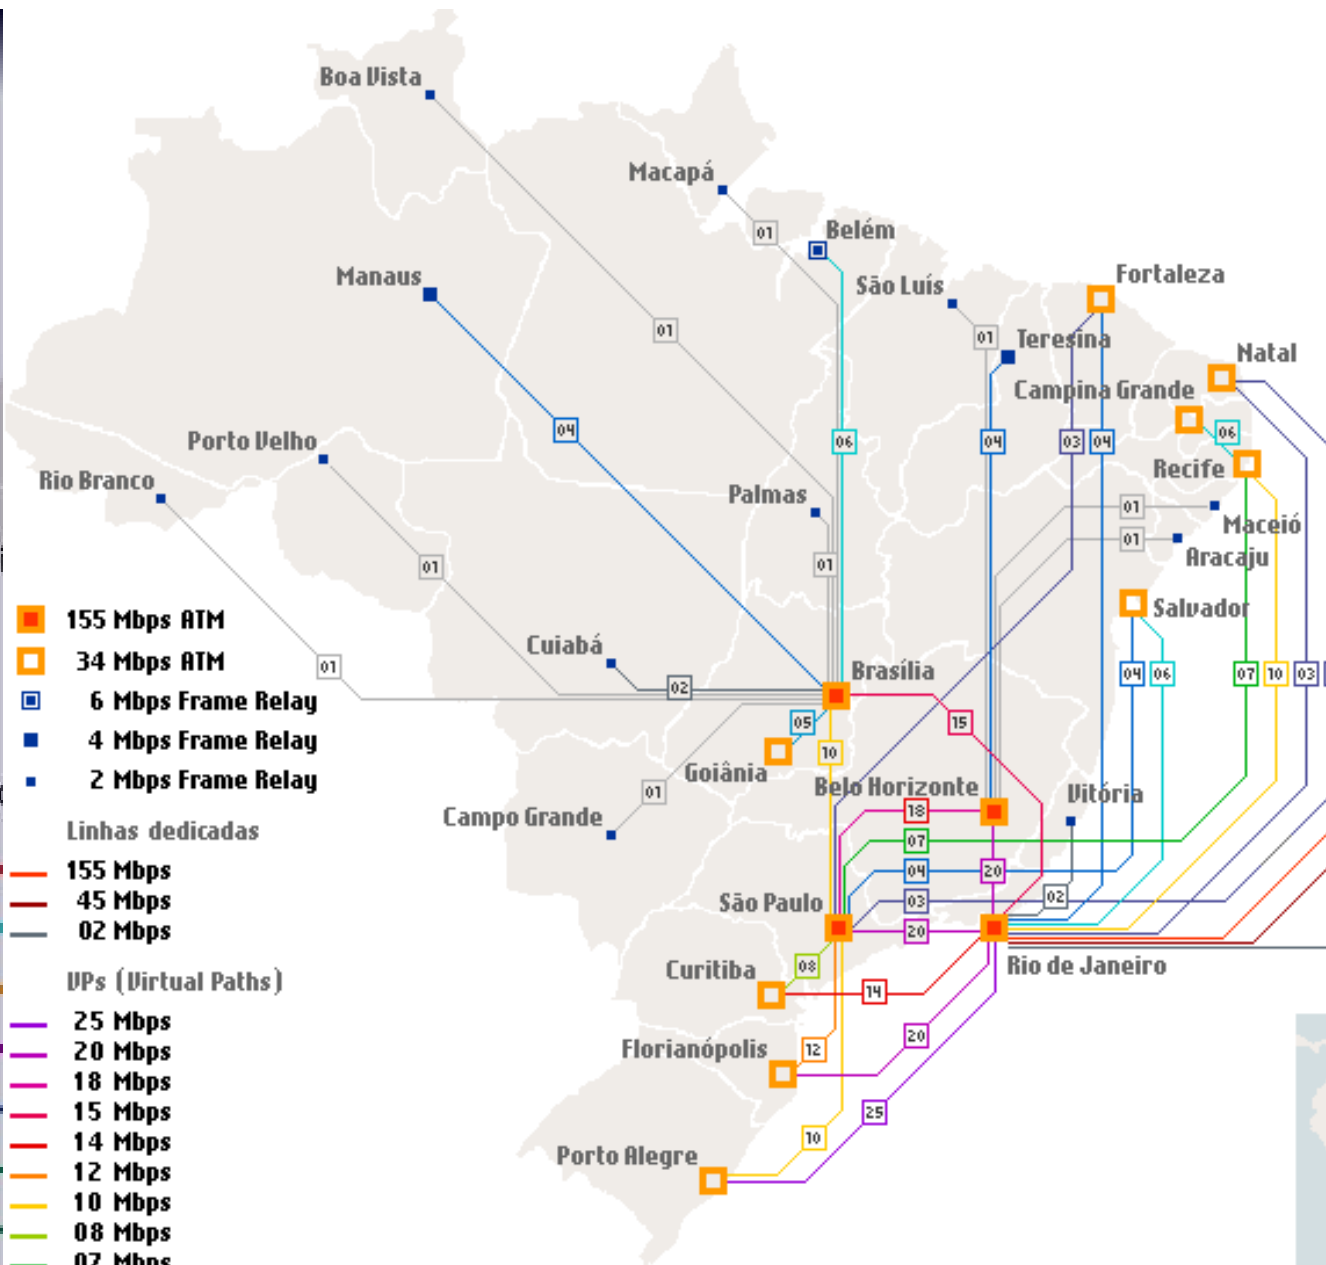 Boa Vista
Macapá
01
Belém
Manaus
São Luís
Fortaleza
01
01
Teresina
Natal
Campina Grande
04
06
04
03
04
06
Porto Velho
Recife
Rio Branco
Palmas
01
Maceió
01
Aracaju
01
01
155 Mbps ATM
Salvador
34 Mbps ATM
Cuiabá
01
02
Brasília
04
06
07
10
03
6 Mbps Frame Relay
05
15
4 Mbps Frame Relay
10
Goiânia
2 Mbps Frame Relay
01
Belo Horizonte
Vitória
Campo Grande
18
Linhas dedicadas
07
155 Mbps
04
20
45 Mbps
São Paulo
03
02
02 Mbps
20
Curitiba
08
Rio de Janeiro
VPs (Virtual Paths)
14
25 Mbps
20
20 Mbps
Florianópolis
12
18 Mbps
15 Mbps
25
14 Mbps
10
12 Mbps
Porto Alegre
10 Mbps
08 Mbps
07 Mbps